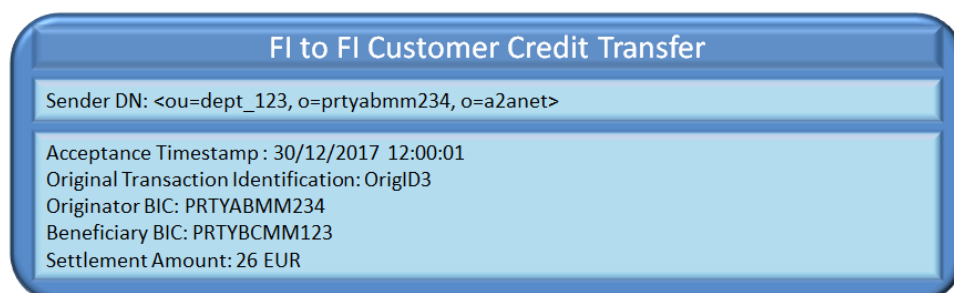 FI to FI Customer Credit Transfer
Sender DN: <ou=dept_123, o=prtyabmm234, o=a2anet>
Acceptance Timestamp : 30/12/2017 12:00:01
Original Transaction Identification: OrigID3
Originator BIC: PRTYABMM234
Beneficiary BIC: PRTYBCMM123
Settlement Amount: 26 EUR